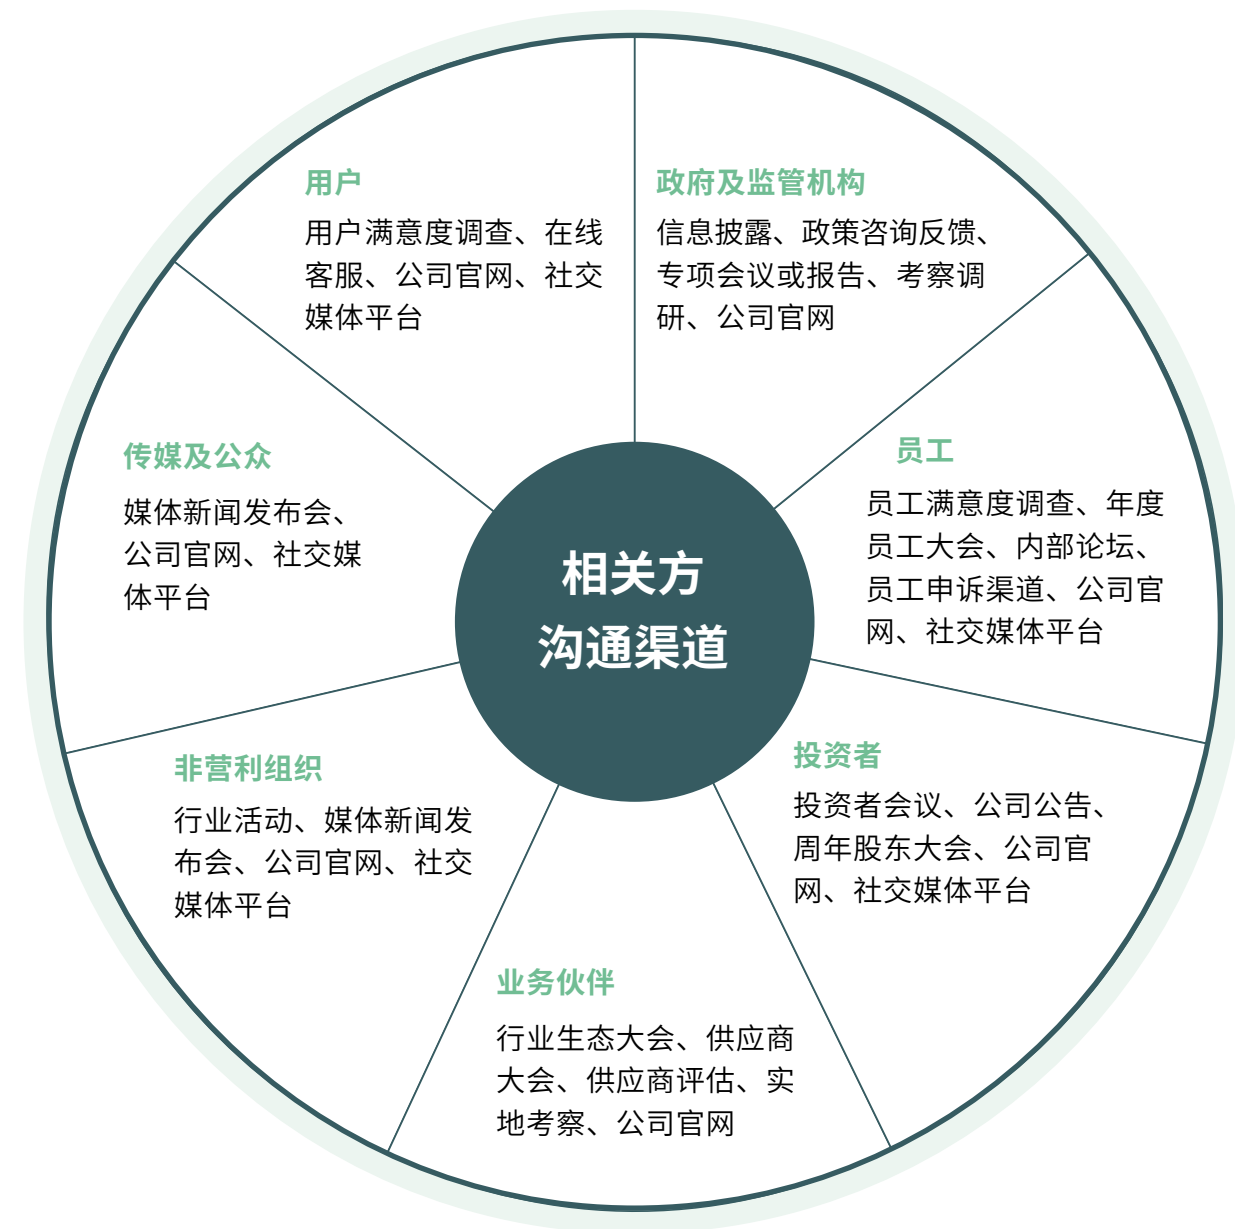 用户
用户满意度调查、在线
客服、公司官网、社交
媒体平台
政府及监管机构
信息披露、政策咨询反馈、
专项会议或报告、考察调
研、公司官网
传媒及公众
媒体新闻发布会、
公司官网、社交媒
体平台
相关方
沟通渠道
员工
员工满意度调查、年度
员工大会、内部论坛、
员工申诉渠道、公司官
网、社交媒体平台
非营利组织
行业活动、媒体新闻发
布会、公司官网、社交
媒体平台
投资者
投资者会议、公司公告、
周年股东大会、公司官
网、社交媒体平台
业务伙伴
行业生态大会、供应商
大会、供应商评估、实
地考察、公司官网